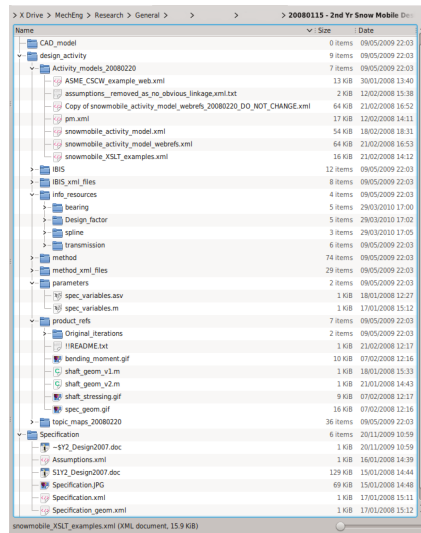 > X Drive > MechEng > Research > General > > > > 20080115 - 2nd Yr Snow Mobile Des
Name Size Date
CAD_model 0 items 09/05/2009 22:03
design_activity 9 items 09/05/2009 22:03
Activity_models_20080220 7 items 09/05/2009 22:03
ASME_CSCW_example_web.xml 13 KiB 30/01/2008 13:40
assumptions_removed_as_no_obvious_linkage.xml.txt 2 KiB 12/02/2008 15:38
Copy of snowmobile_activity_model_webrefs_20080220_DO_NOT_CHANGE.xml 64 KiB 21/02/2008 16:52
pm.xml 17 KiB 12/02/2008 14:11
snowmobile_activity_model.xml 54 KiB 18/02/2008 18:31
snowmobile_activity_model_webrefs.xml 64 KiB 21/02/2008 16:53
snowmobile_XSLT_examples.xml 16 KiB 21/02/2008 14:12
IBIS 12 items 09/05/2009 22:03
IBIS_xml_files 8 items 09/05/2009 22:03
info_resources 4 items 09/05/2009 22:03
bearing 5 items 29/03/2010 17:00
Design_factor 5 items 29/03/2010 17:02
spline 3 items 29/03/2010 17:05
transmission 6 items 09/05/2009 22:03
method 74 items 09/05/2009 22:03
method_xml_files 29 items 09/05/2009 22:03
parameters 2 items 09/05/2009 22:03
spec_variables.asv 1 KiB 18/01/2008 12:27
spec_variables.m 1 KiB 17/01/2008 15:12
product_refs 7 items 09/05/2009 22:03
Original_iterations 2 items 09/05/2009 22:03
!!README.txt 1 KiB 21/02/2008 12:17
bending_moment.gif 10 KiB 07/02/2008 12:16
shaft_geom_v1.m 1 KiB 18/01/2008 15:33
shaft_geom_v2.m 1 KiB 21/01/2008 14:43
shaft_stressing.gif 9 KiB 07/02/2008 12:17
spec_geom.gif 16 KiB 07/02/2008 12:16
topic_maps_20080220 36 items 09/05/2009 22:03
Specification 6 items 20/11/2009 10:59
~$Y2_Design2007.doc 1 KiB 20/11/2009 10:59
Assumptions.xml 1 KiB 16/01/2008 14:39
S1Y2_Design2007.doc 129 KiB 15/01/2008 14:44
Specification.JPG 69 KiB 15/01/2008 14:48
Specification.xml 1 KiB 17/01/2008 15:11
Specification_geom.xml 1 KiB 17/01/2008 15:12
snowmobile_XSLT_examples.xml (XML document, 15.9 KiB)